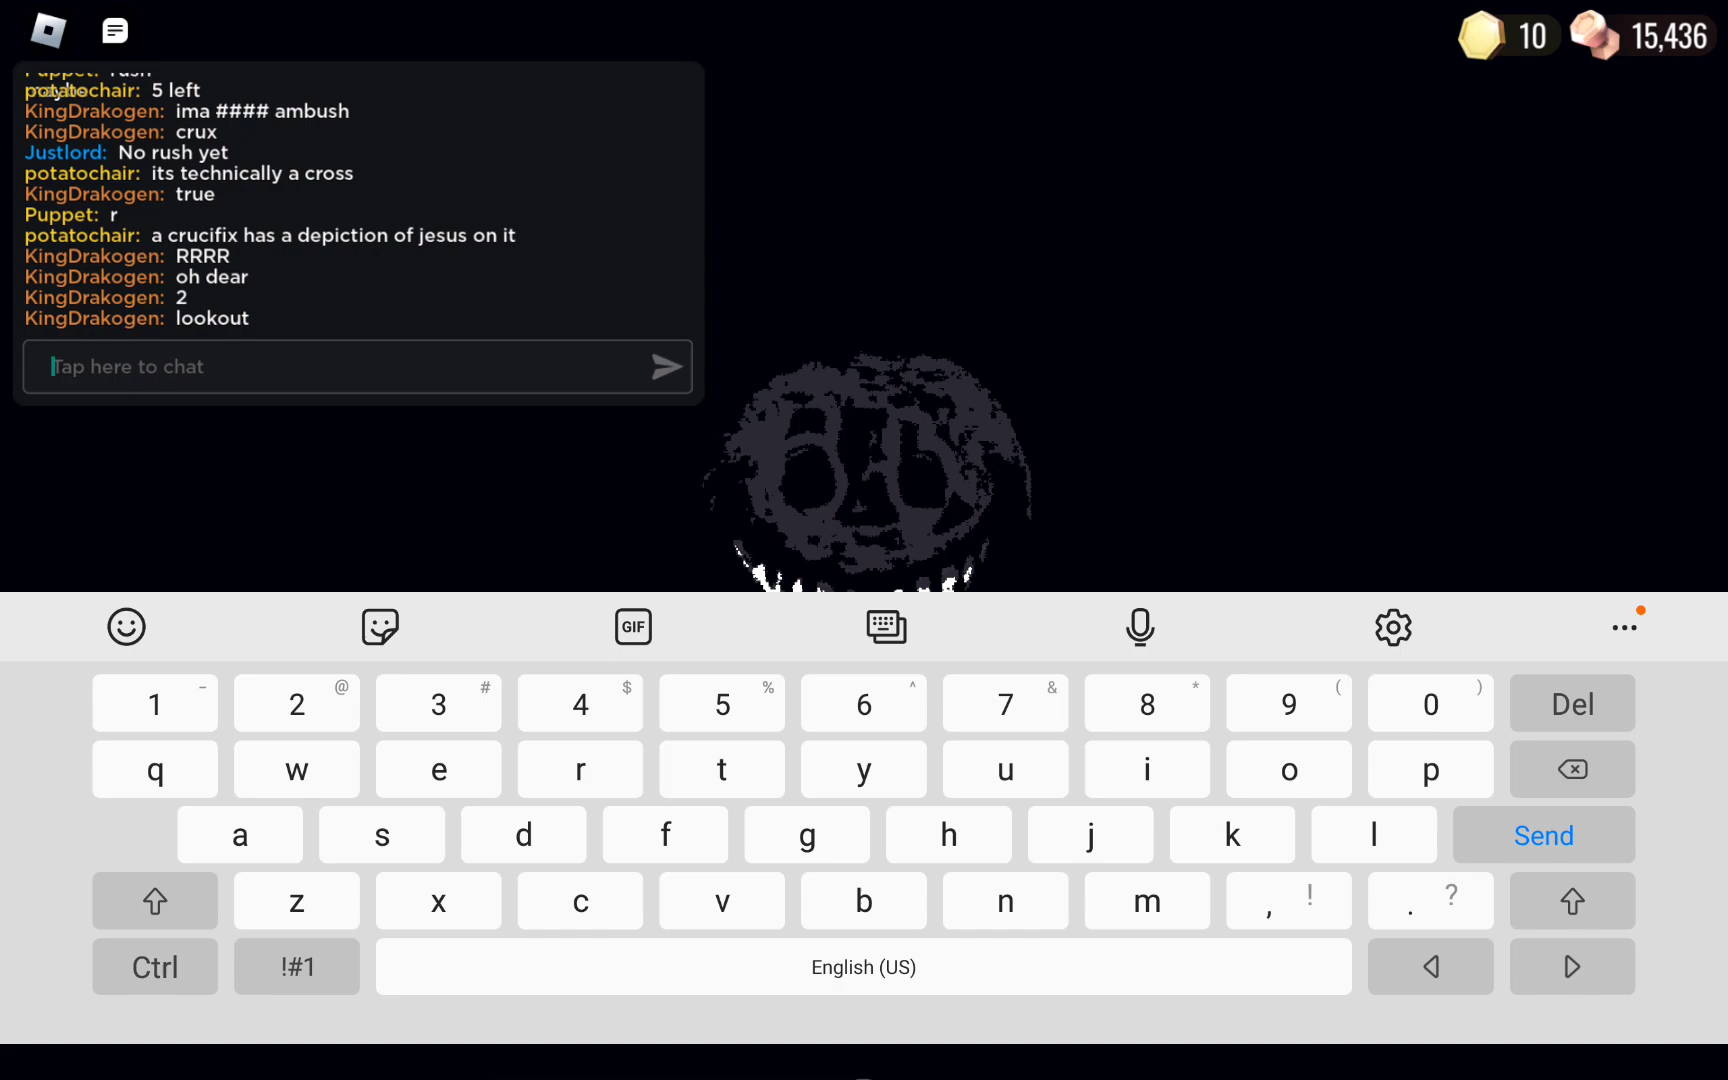 10 15,436
Puppet: rush
potatochair: 5 left
KingDrakogen: ima #### ambush
KingDrakogen: crux
Justlord: No rush yet
potatochair: its technically a cross
KingDrakogen: true
Puppet: r
potatochair: a crucifix has a depiction of jesus on it
KingDrakogen: RRRR
KingDrakogen: oh dear
KingDrakogen: 2
KingDrakogen: lookout
Tap here to chat
GIF
1 - 2 @ 3 # 4 $ 5 % 6 ^ 7 & 8 * 9 ( 0 ) Del
q w e r t y u i o p
a s d f g h j k l Send
z x c v b n m , ! . ?
Ctrl !#1 English (US)